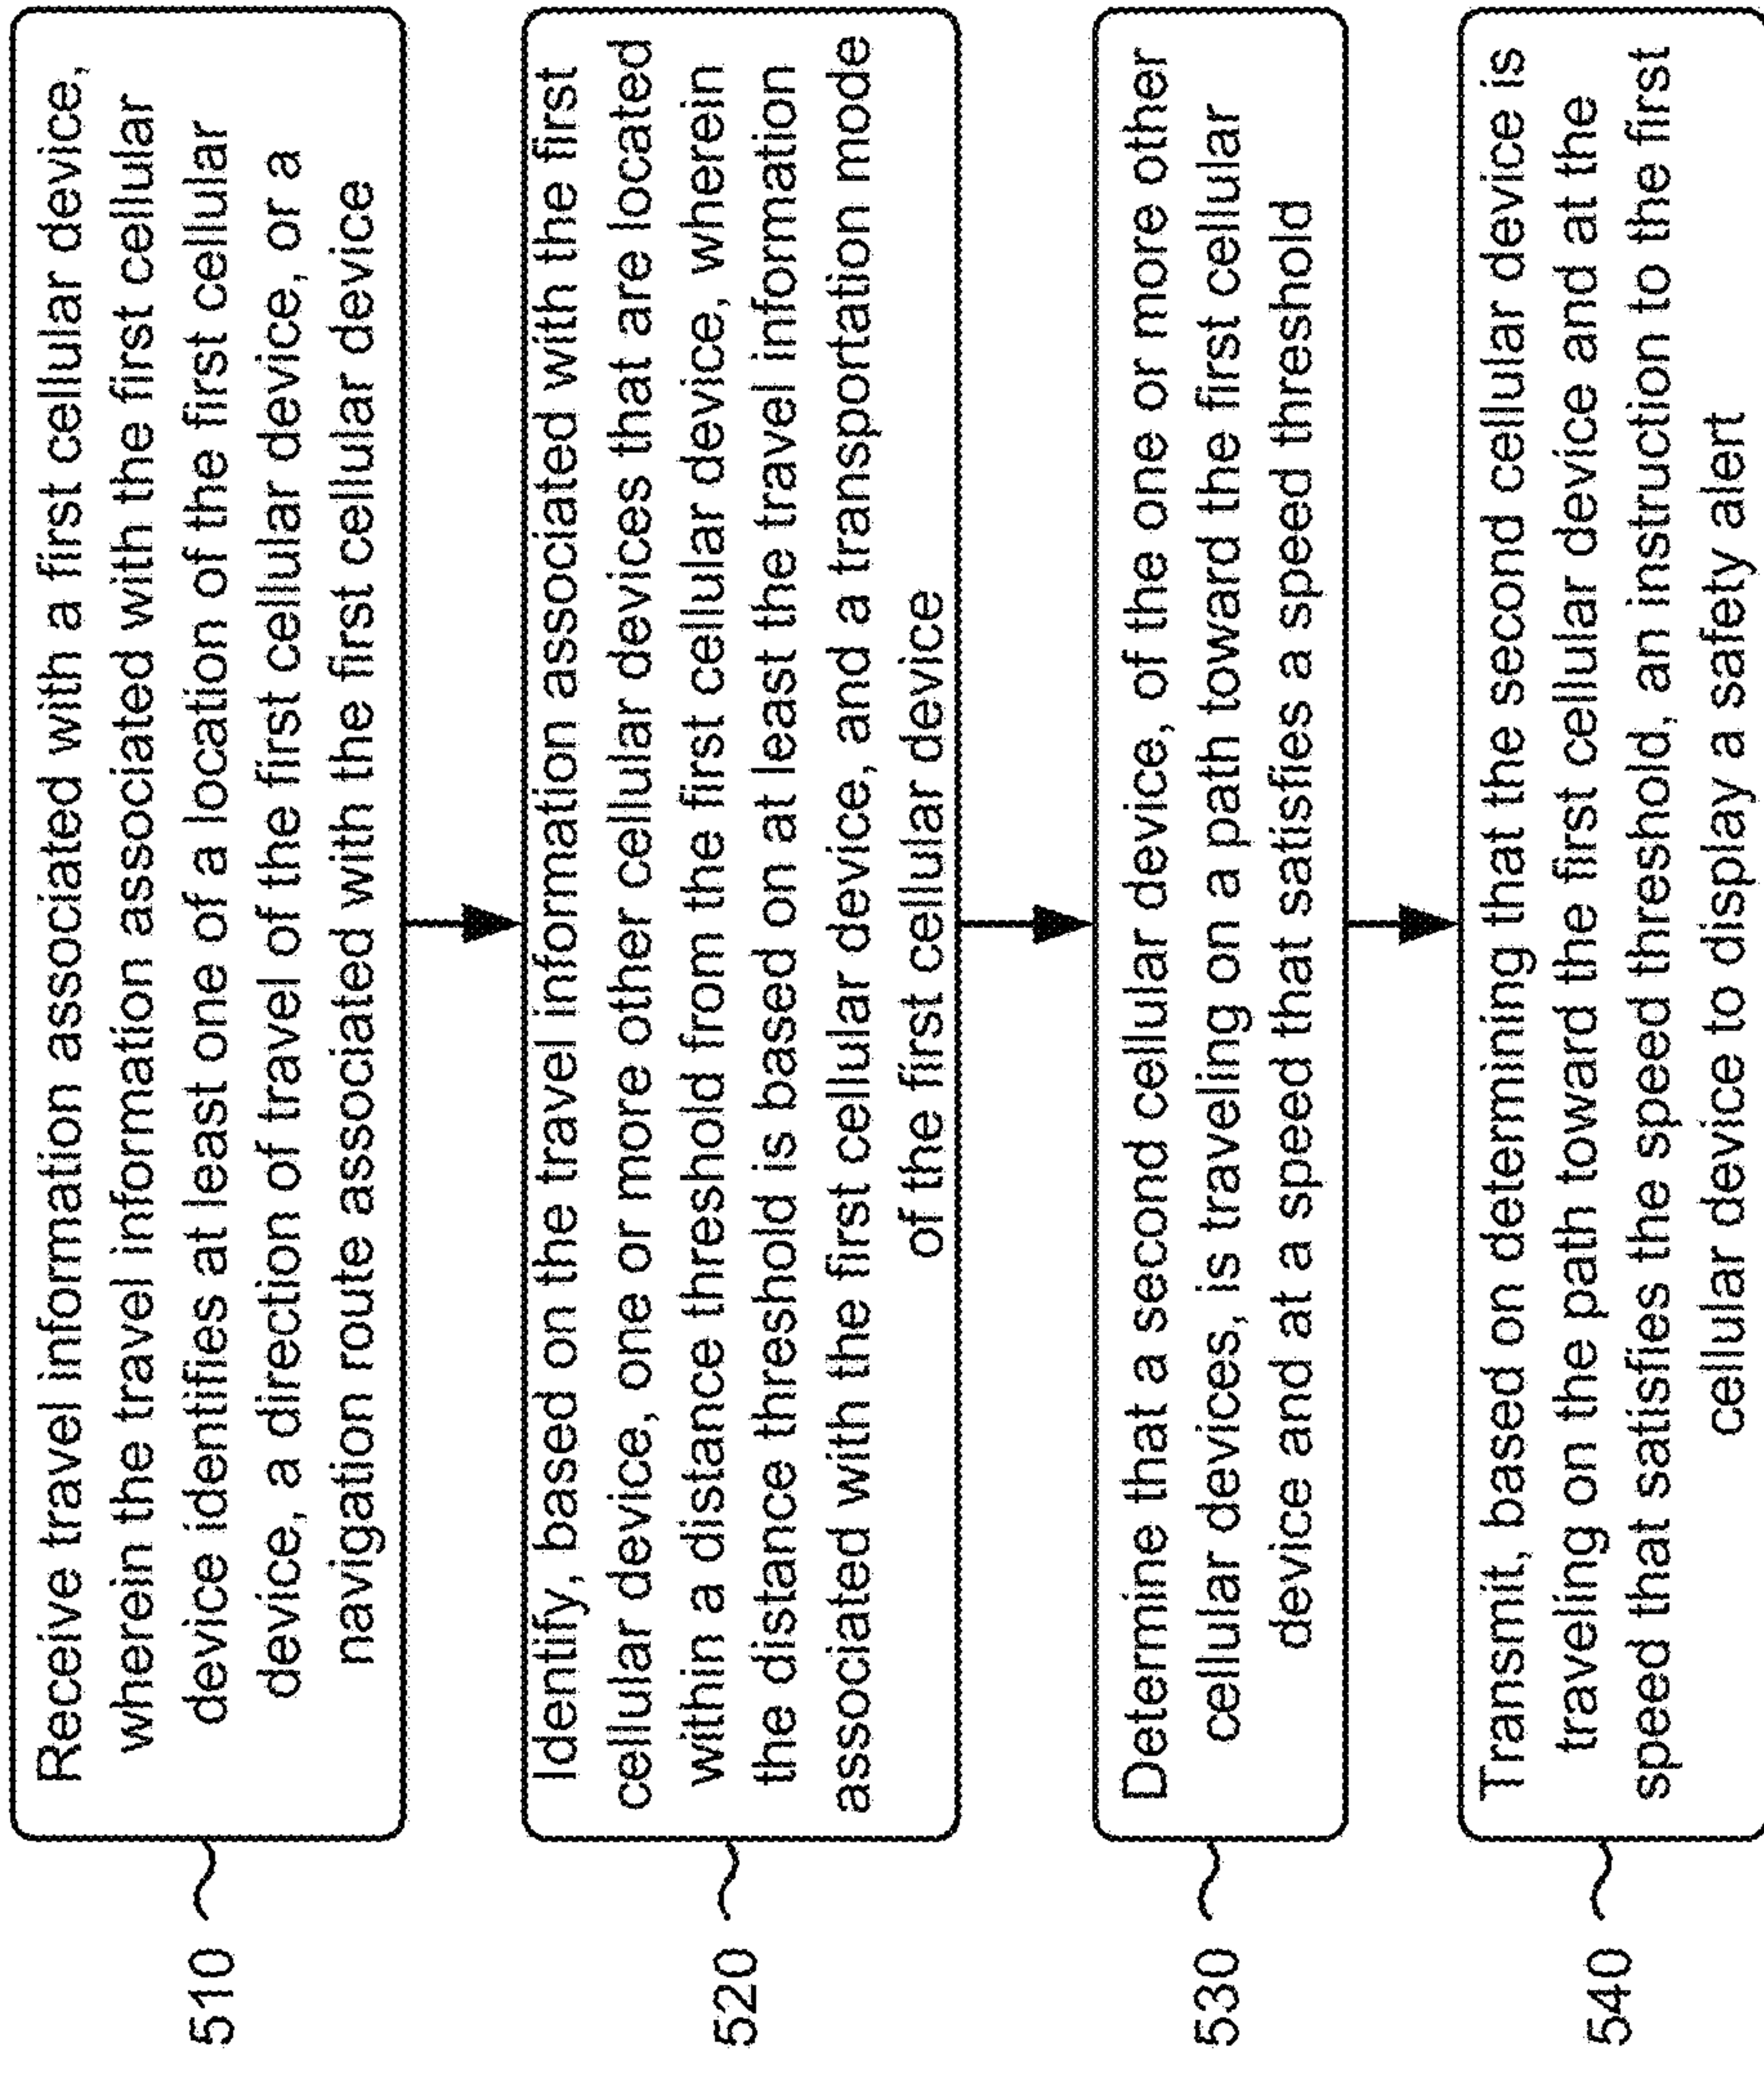 510
Receive travel information associated with a first cellular device,
wherein the travel information associated with the first cellular
device identifies at least one of a location of the first cellular
device, a direction of travel of the first cellular device, or a
navigation route associated with the first cellular device
520
Identify, based on the travel information associated with the first
cellular device, one or more other cellular devices that are located
within a distance threshold from the first cellular device, wherein
the distance threshold is based on at least the travel information
associated with the first cellular device, and a transportation mode
of the first cellular device
530
Determine that a second cellular device, of the one or more other
cellular devices, is traveling on a path toward the first cellular
device and at a speed that satisfies a speed threshold
540
Transmit, based on determining that the second cellular device is
traveling on the path toward the first cellular device and at the
speed that satisfies the speed threshold, an instruction to the first
cellular device to display a safety alert